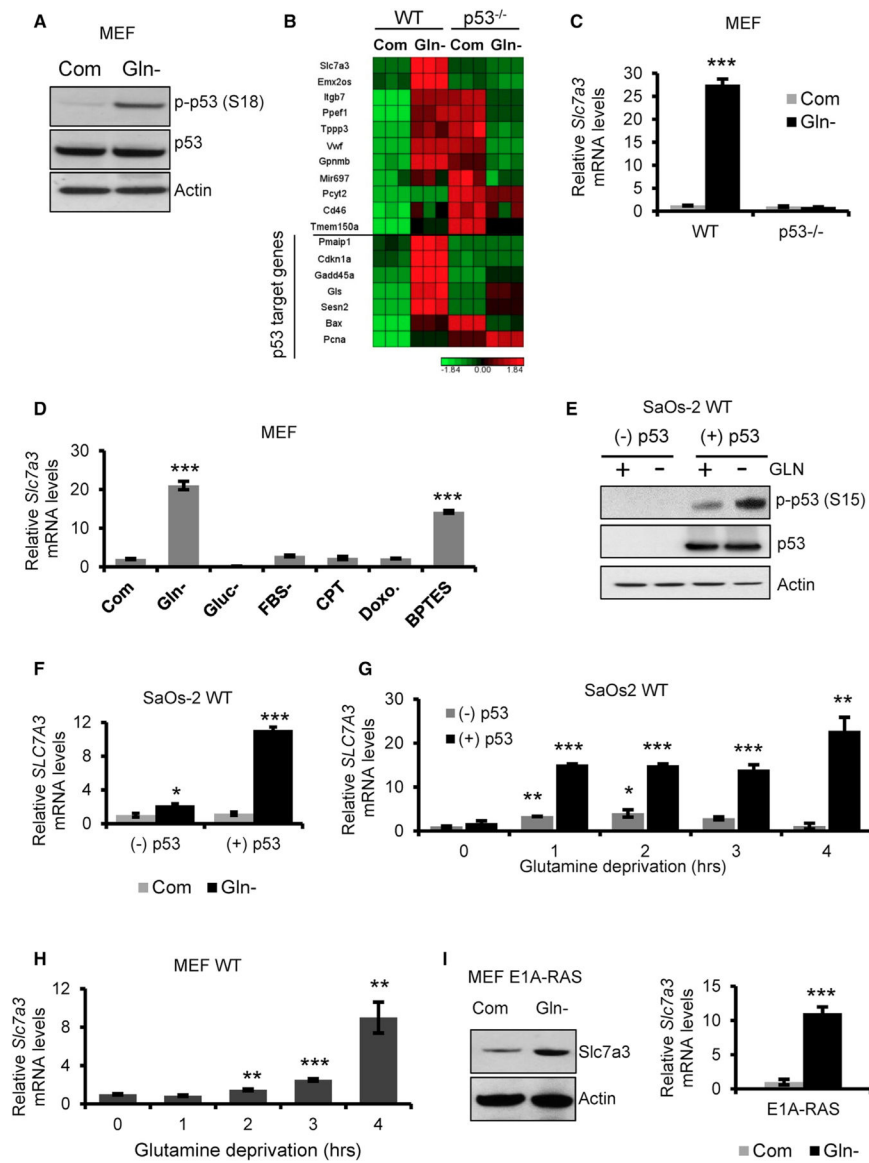 A
MEF
Com Gln-
p-p53 (S18)
p53
Actin
B
WT p53-/-
Com Gln- Com Gln-
Slc7a3
Emx2os
Itgb7
Ppef1
Tppp3
Vwf
Gpnmb
Mir697
Pcyt2
Cd46
Tmem150a
p53 target genes
Pmaip1
Cdkn1a
Gadd45a
Gls
Sesn2
Bax
Pcna
-1.84 0.00 1.84
C
MEF
Relative Slc7a3
mRNA levels
30
25
20
15
10
5
0
***
Com
Gln-
WT p53-/-
D
MEF
Relative Slc7a3
mRNA levels
30
20
10
0
*** ***
Com Gln- Gluc- FBS- CPT Doxo. BPTES
E
SaOs-2 WT
(-) p53 (+) p53
+ − + − GLN
p-p53 (S15)
p53
Actin
F
SaOs-2 WT
Relative SLC7A3
mRNA levels
12
8
4
0
* ***
(-) p53 (+) p53
Com Gln-
G
SaOs2 WT
Relative SLC7A3
mRNA levels
30
20
10
0
(-) p53
(+) p53
** *** * *** *** **
0 1 2 3 4
Glutamine deprivation (hrs)
H
MEF WT
Relative Slc7a3
mRNA levels
12
8
4
0
** *** **
0 1 2 3 4
Glutamine deprivation (hrs)
I
MEF E1A-RAS
Com Gln-
Slc7a3
Actin
Relative Slc7a3
mRNA levels
15
10
5
0
***
E1A-RAS
Com Gln-